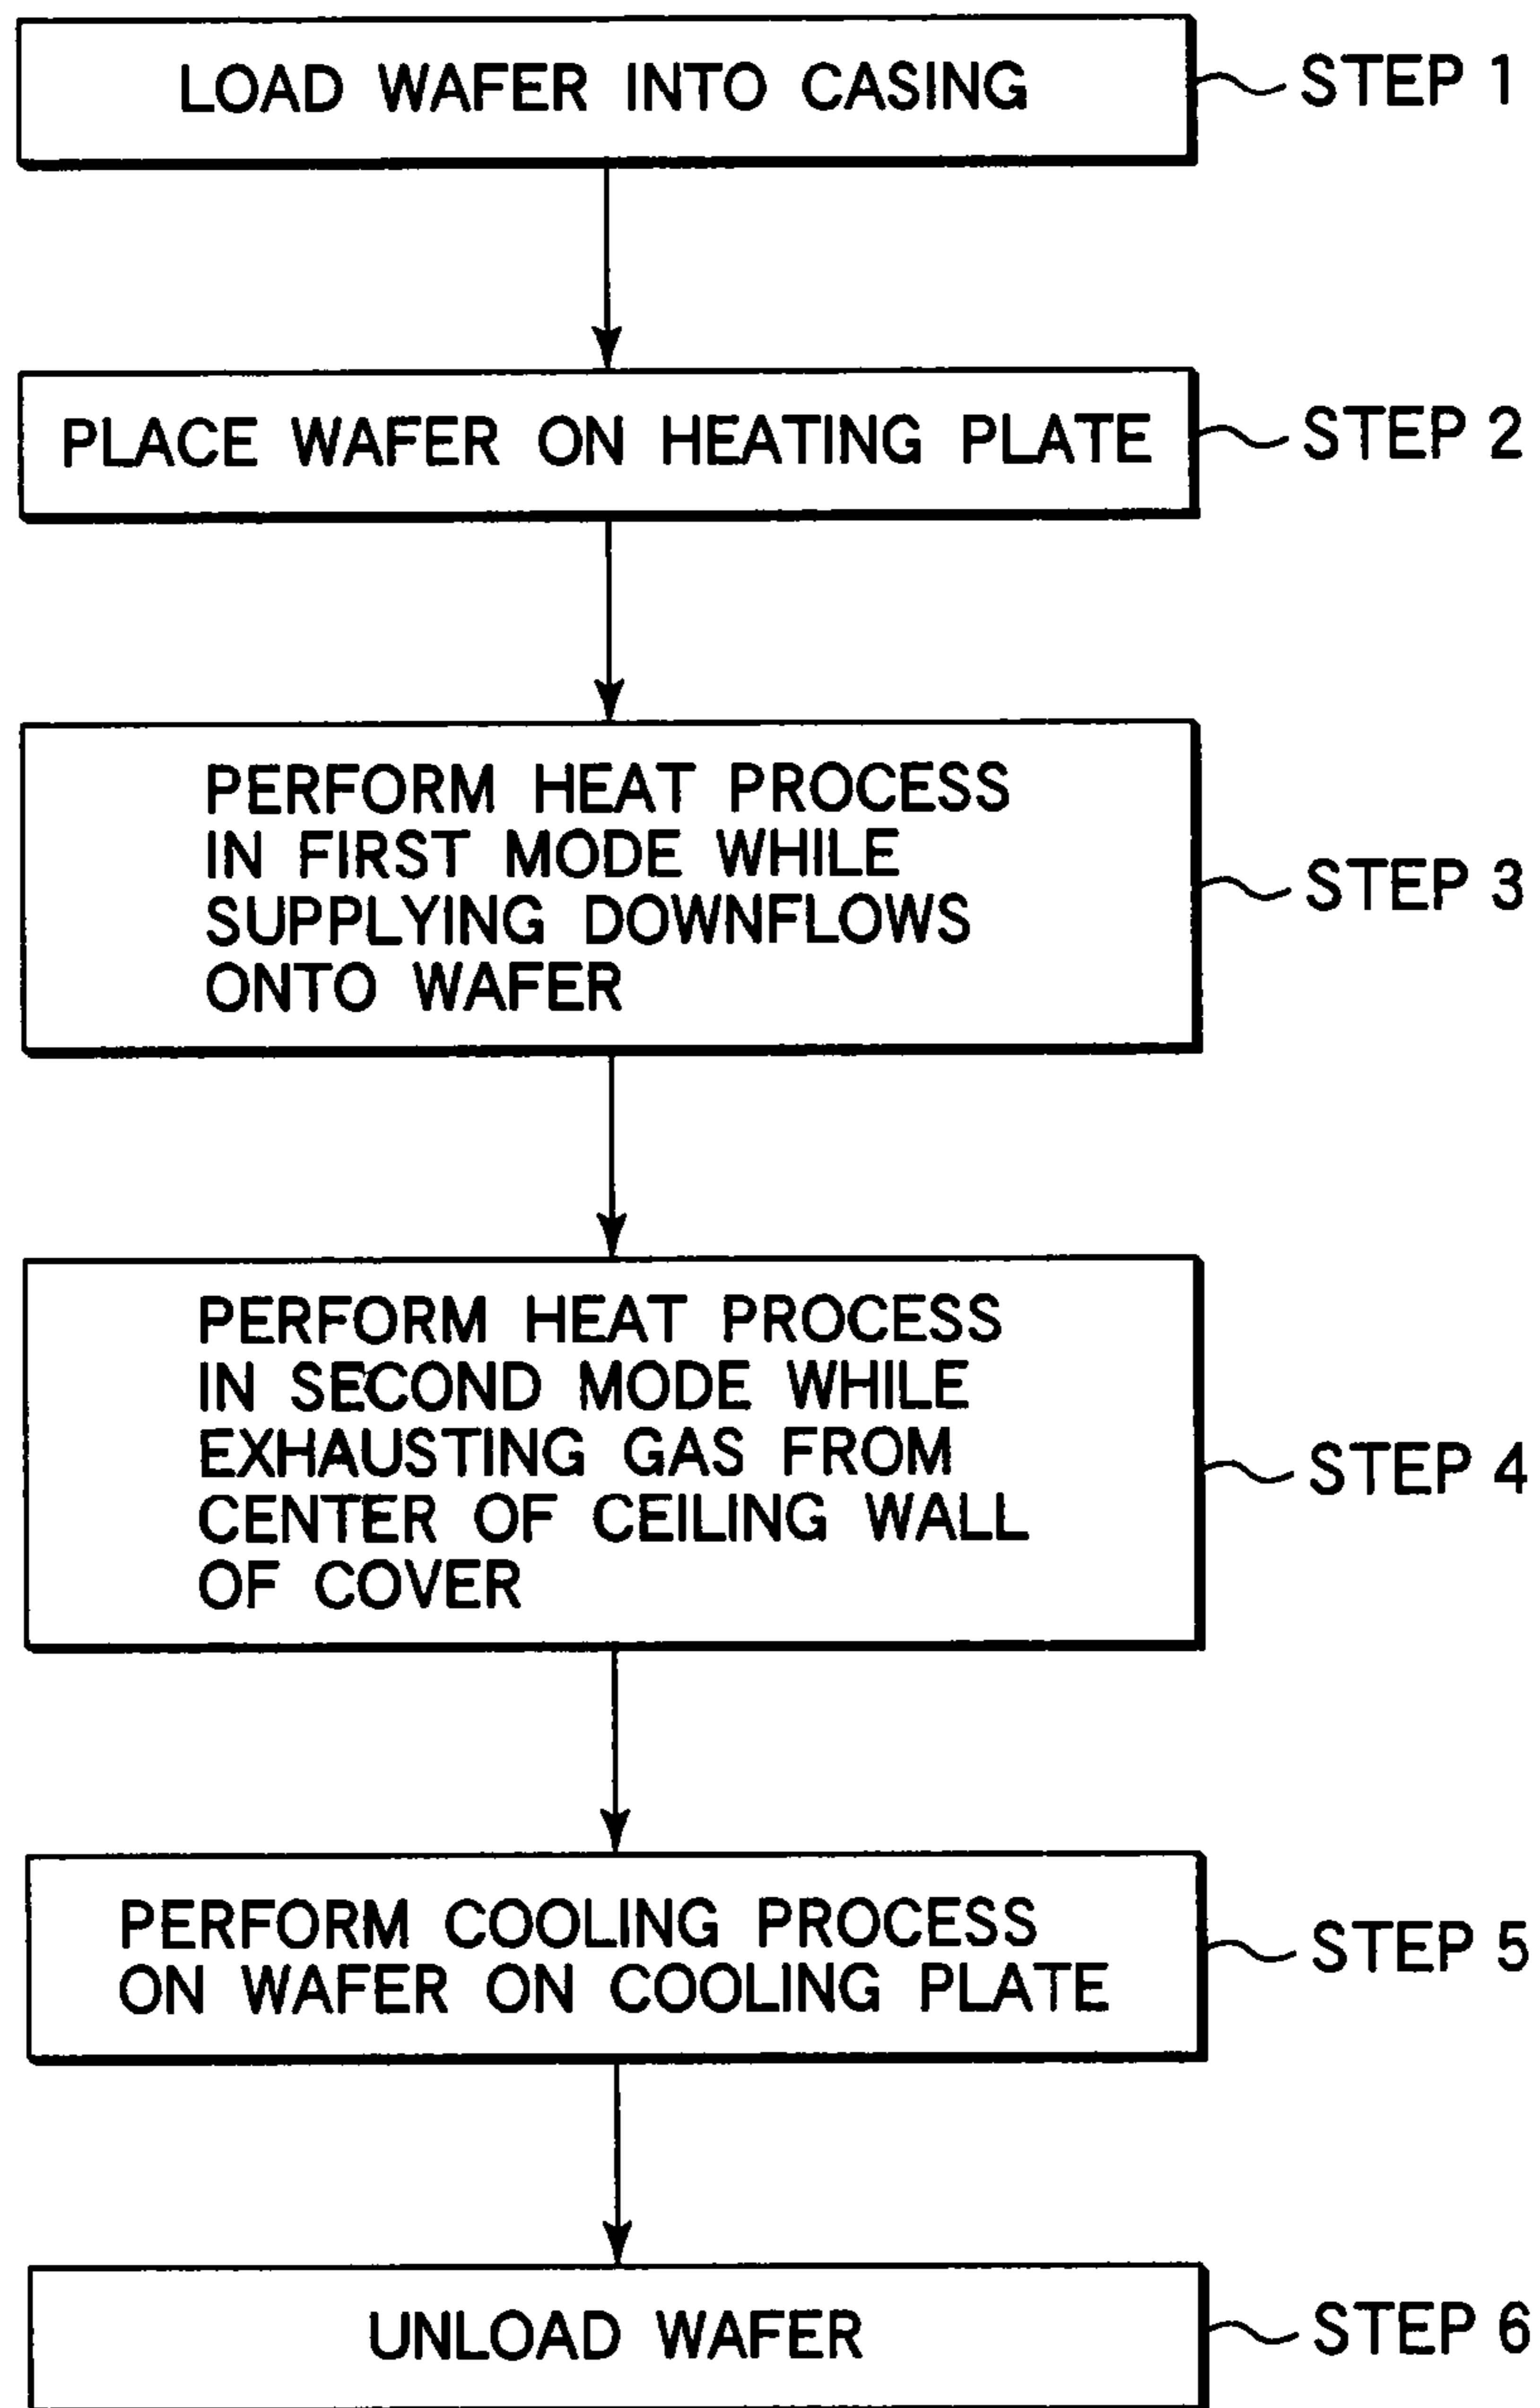 LOAD WAFER INTO CASING
STEP 1
PLACE WAFER ON HEATING PLATE
STEP 2
PERFORM HEAT PROCESS
IN FIRST MODE WHILE
SUPPLYING DOWNFLOWS
ONTO WAFER
STEP 3
PERFORM HEAT PROCESS
IN SECOND MODE WHILE
EXHAUSTING GAS FROM
CENTER OF CEILING WALL
OF COVER
STEP 4
PERFORM COOLING PROCESS
ON WAFER ON COOLING PLATE
STEP 5
UNLOAD WAFER
STEP 6